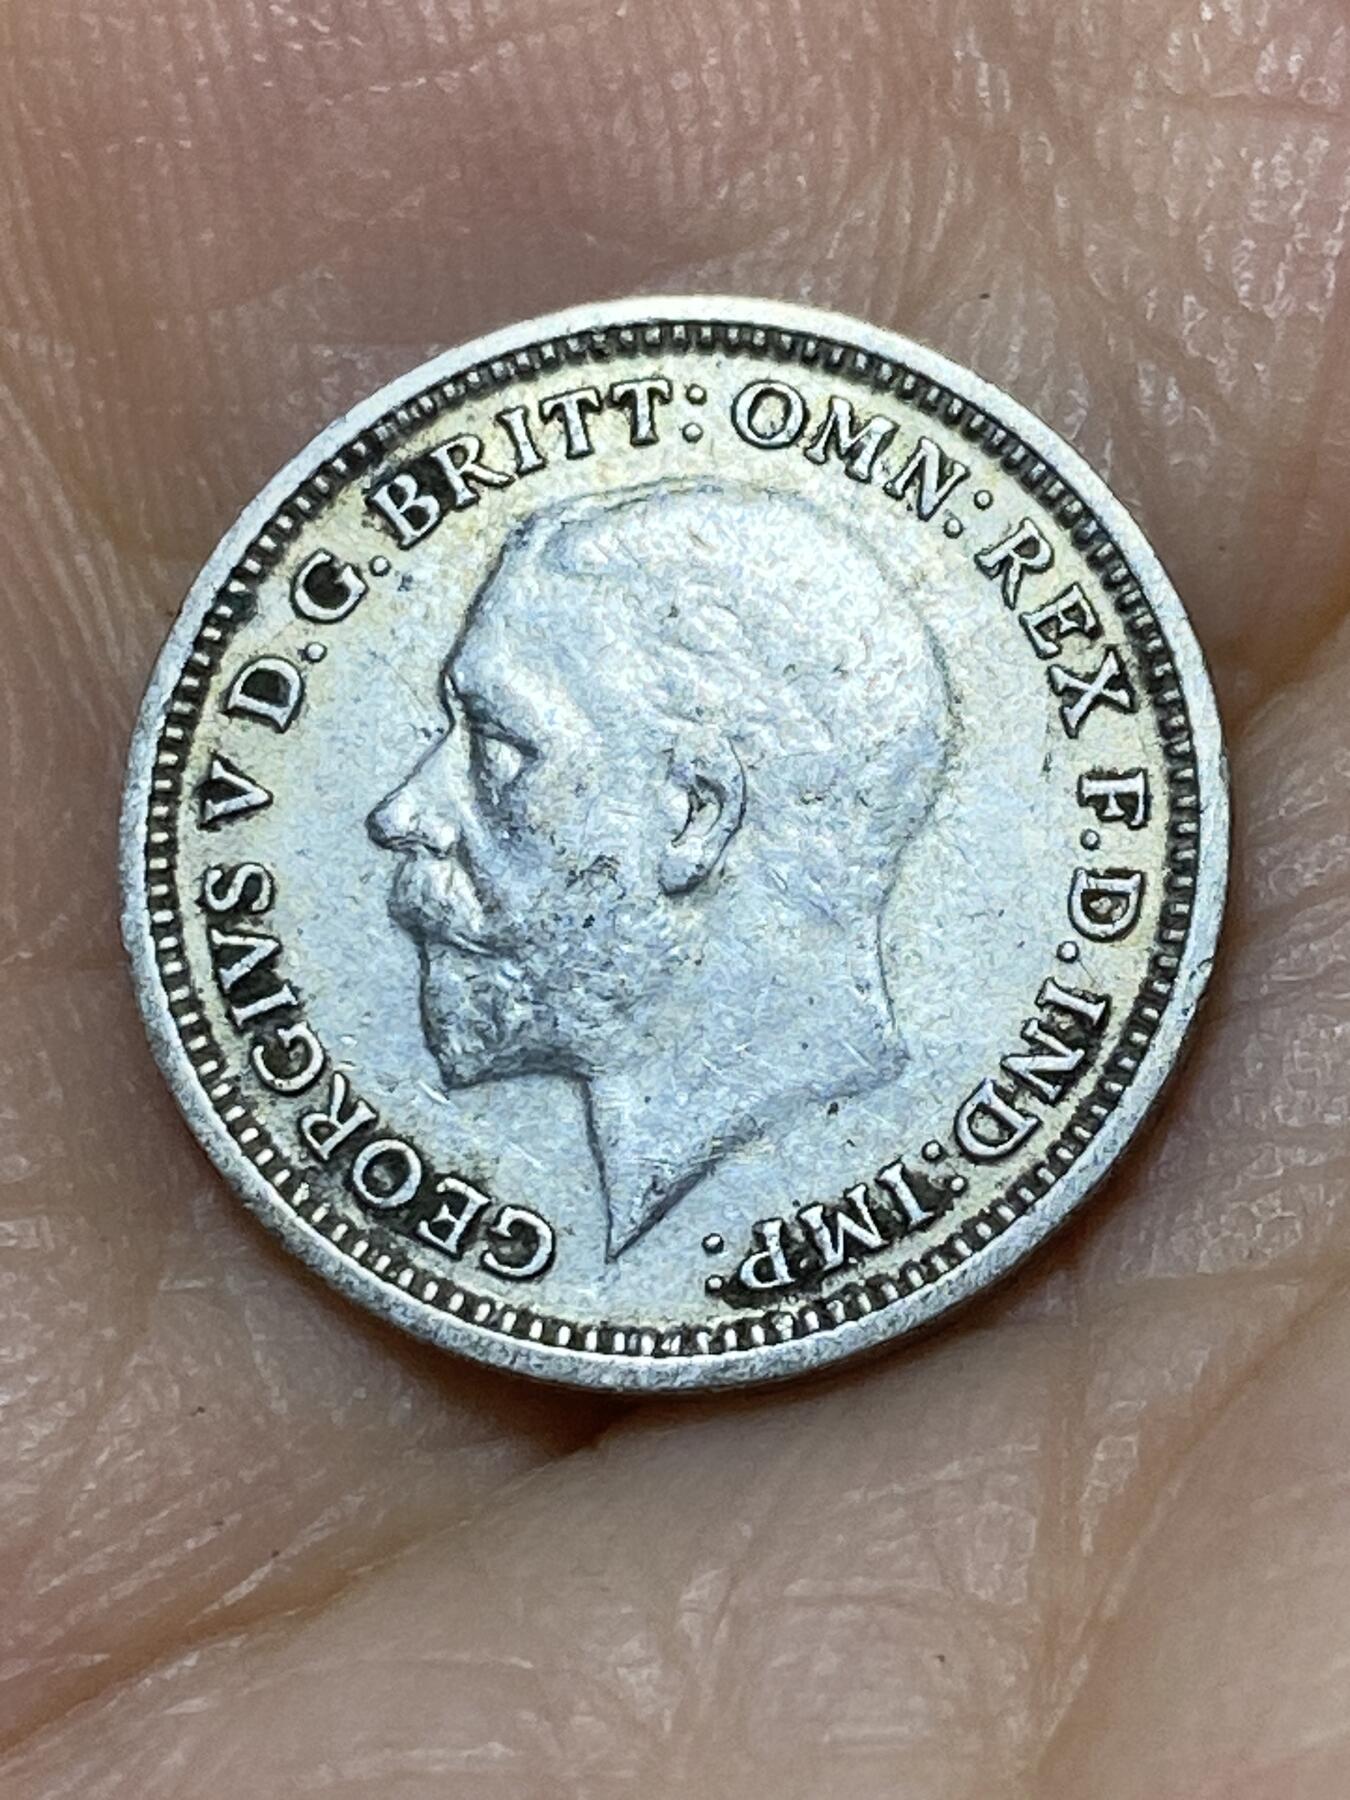 GEORGIVS V D.G. BRITT: OMN: REX F.D. IND: IMP: